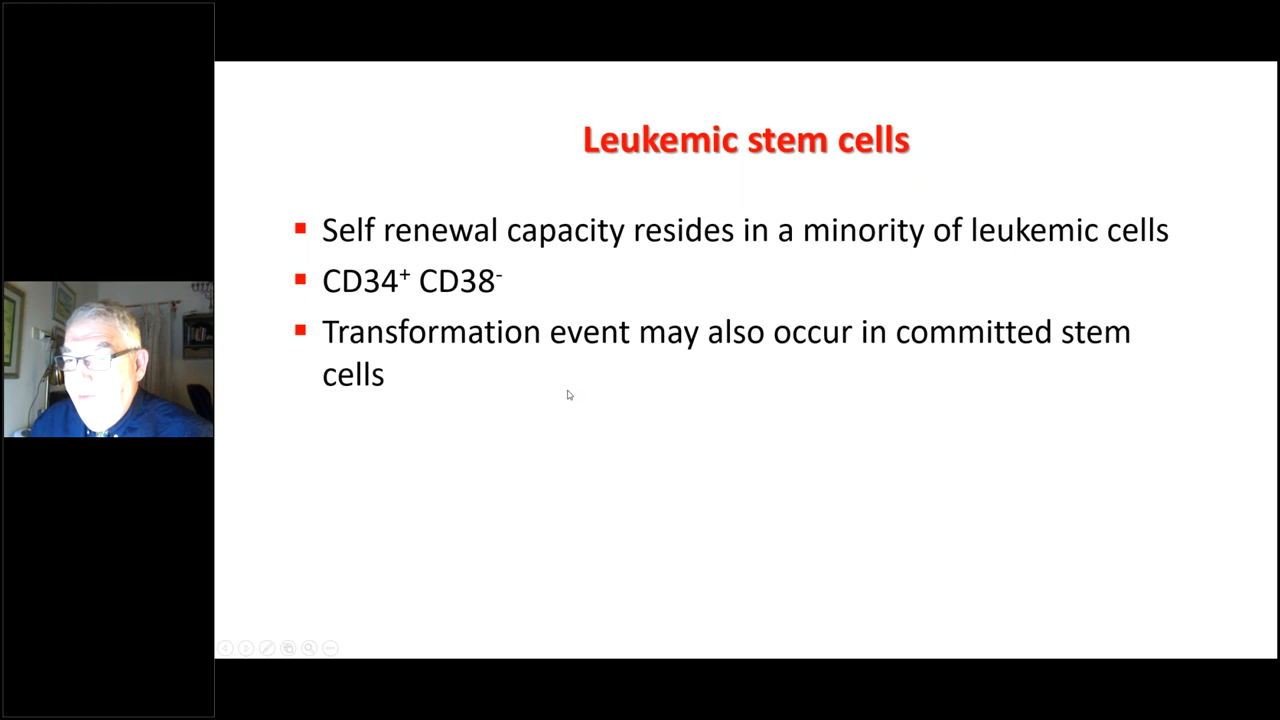 Leukemic stem cells
Self renewal capacity resides in a minority of leukemic cells
CD34⁺ CD38⁻
Transformation event may also occur in committed stem
cells